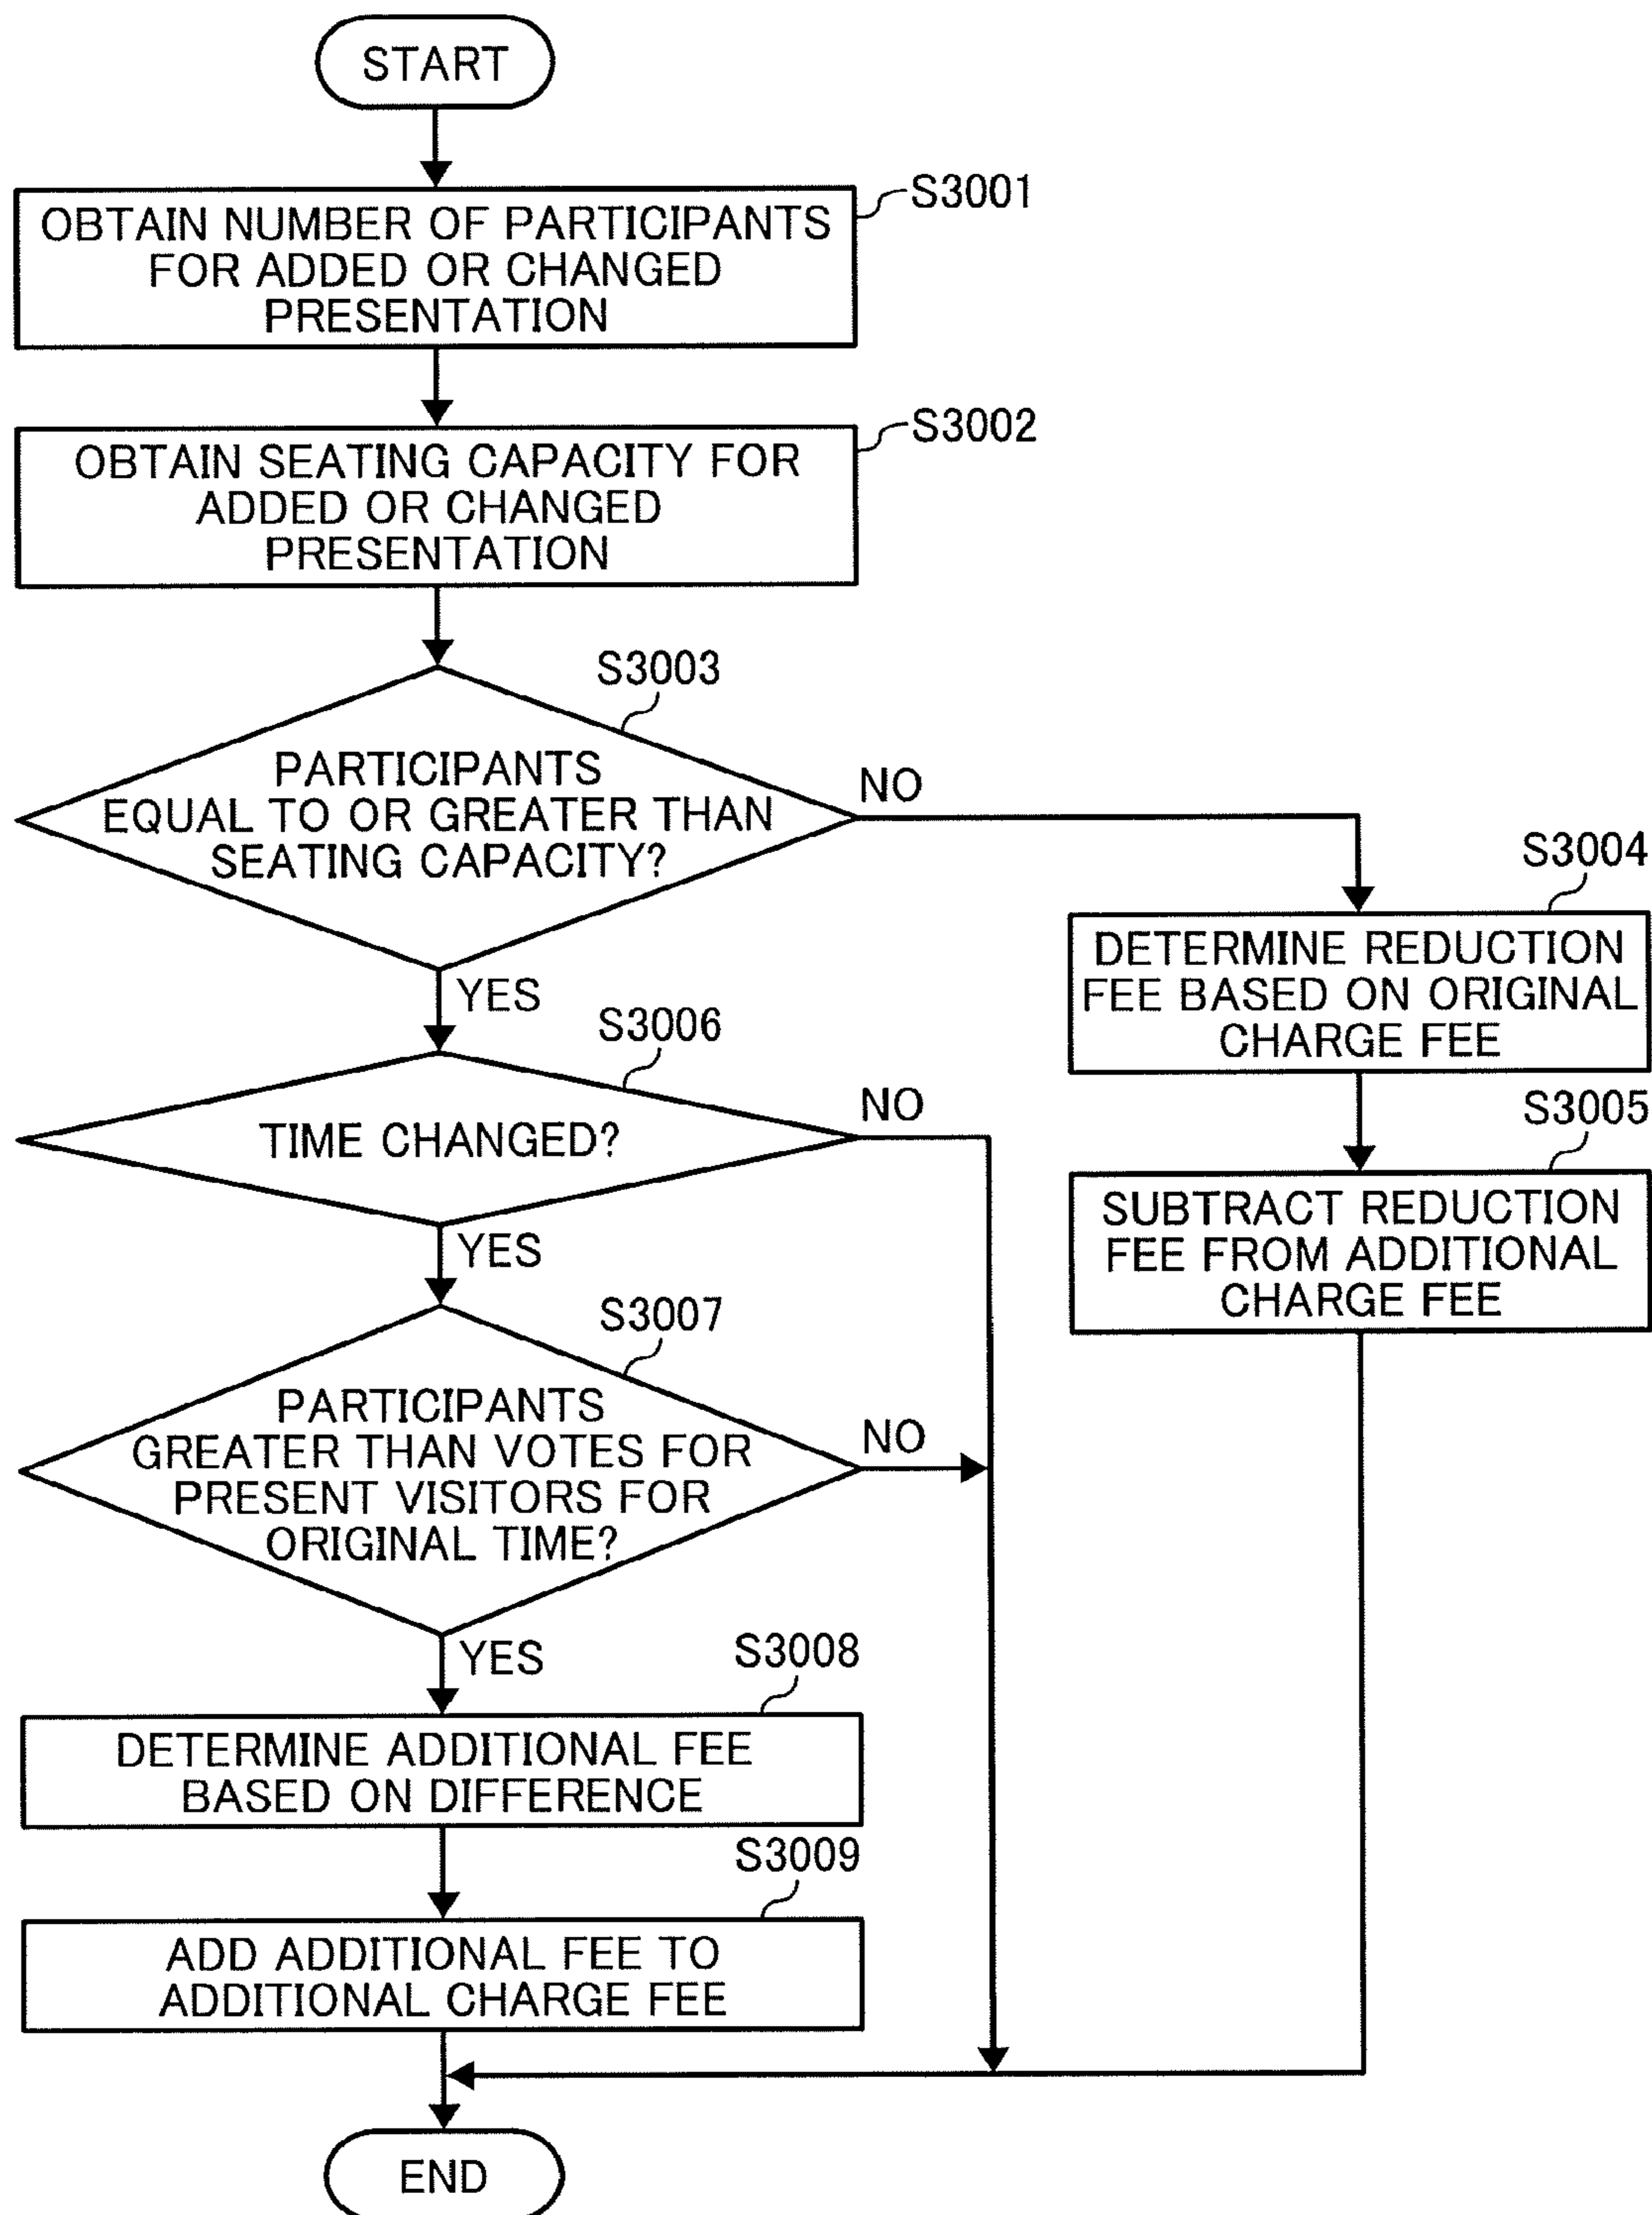 START
S3001
OBTAIN NUMBER OF PARTICIPANTS
FOR ADDED OR CHANGED
PRESENTATION
S3002
OBTAIN SEATING CAPACITY FOR
ADDED OR CHANGED
PRESENTATION
S3003
PARTICIPANTS
EQUAL TO OR GREATER THAN
SEATING CAPACITY?
NO
YES
S3004
DETERMINE REDUCTION
FEE BASED ON ORIGINAL
CHARGE FEE
S3005
SUBTRACT REDUCTION
FEE FROM ADDITIONAL
CHARGE FEE
S3006
TIME CHANGED?
NO
YES
S3007
PARTICIPANTS
GREATER THAN VOTES FOR
PRESENT VISITORS FOR
ORIGINAL TIME?
NO
YES
S3008
DETERMINE ADDITIONAL FEE
BASED ON DIFFERENCE
S3009
ADD ADDITIONAL FEE TO
ADDITIONAL CHARGE FEE
END